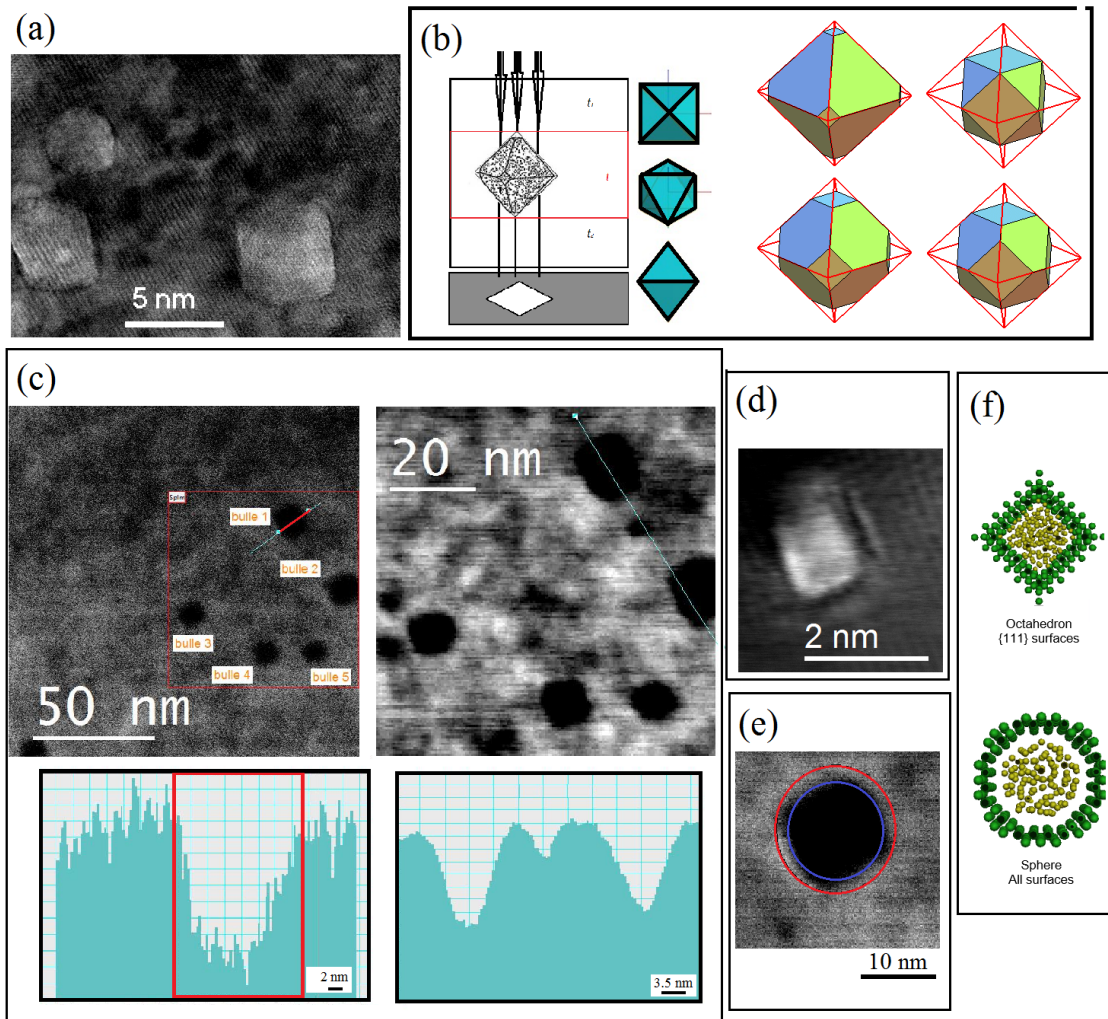 (a)
5 nm
(b)
t₁
t
t₂
(c)
50 nm
bulle 1
bulle 2
bulle 3
bulle 4
bulle 5
20 nm
2 nm
3.5 nm
(d)
2 nm
(e)
10 nm
(f)
Octahedron
{111} surfaces
Sphere
All surfaces